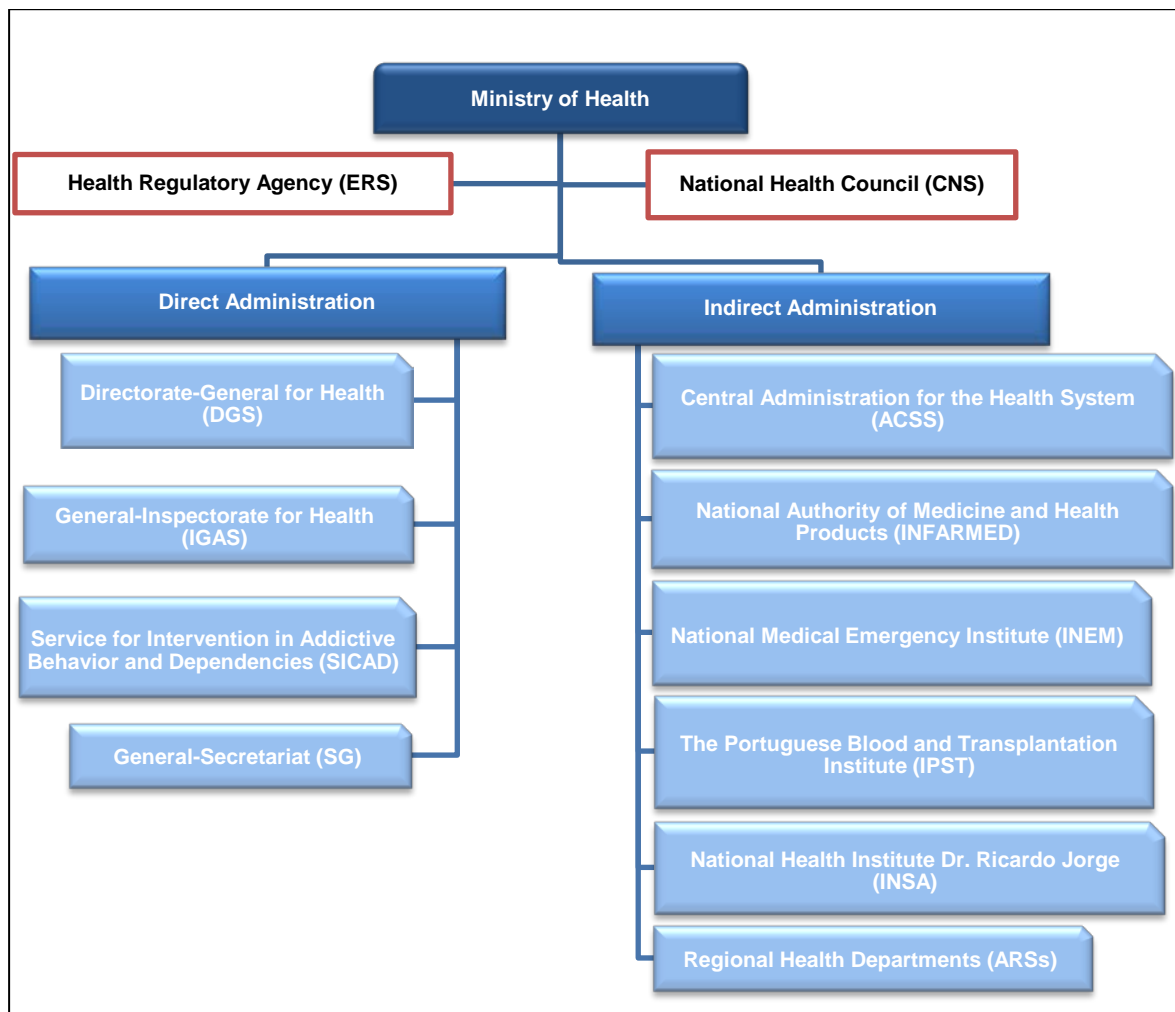 Ministry of Health
Health Regulatory Agency (ERS)
National Health Council (CNS)
Direct Administration
Directorate-General for Health
(DGS)
General-Inspectorate for Health
(IGAS)
Service for Intervention in Addictive
Behavior and Dependencies (SICAD)
General-Secretariat (SG)
Indirect Administration
Central Administration for the Health System
(ACSS)
National Authority of Medicine and Health
Products (INFARMED)
National Medical Emergency Institute (INEM)
The Portuguese Blood and Transplantation
Institute (IPST)
National Health Institute Dr. Ricardo Jorge
(INSA)
Regional Health Departments (ARSs)